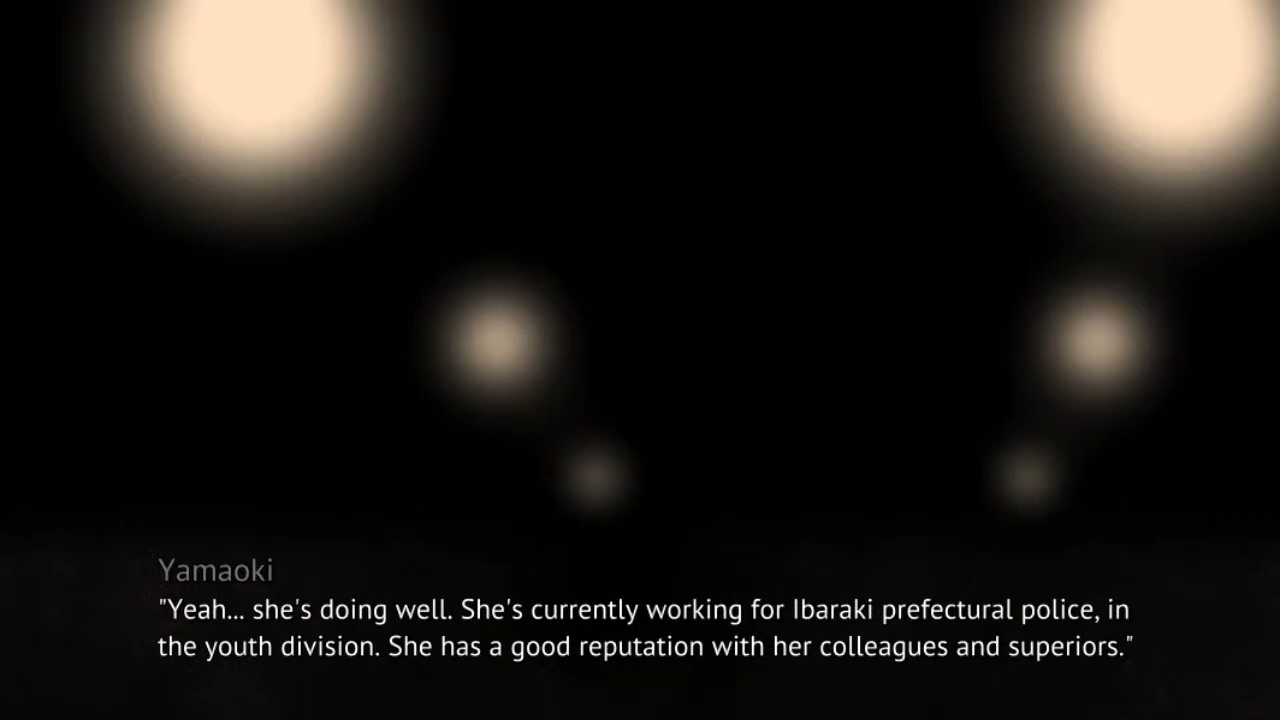 Yamaoki
"Yeah... she's doing well. She's currently working for Ibaraki prefectural police, in
the youth division. She has a good reputation with her colleagues and superiors."